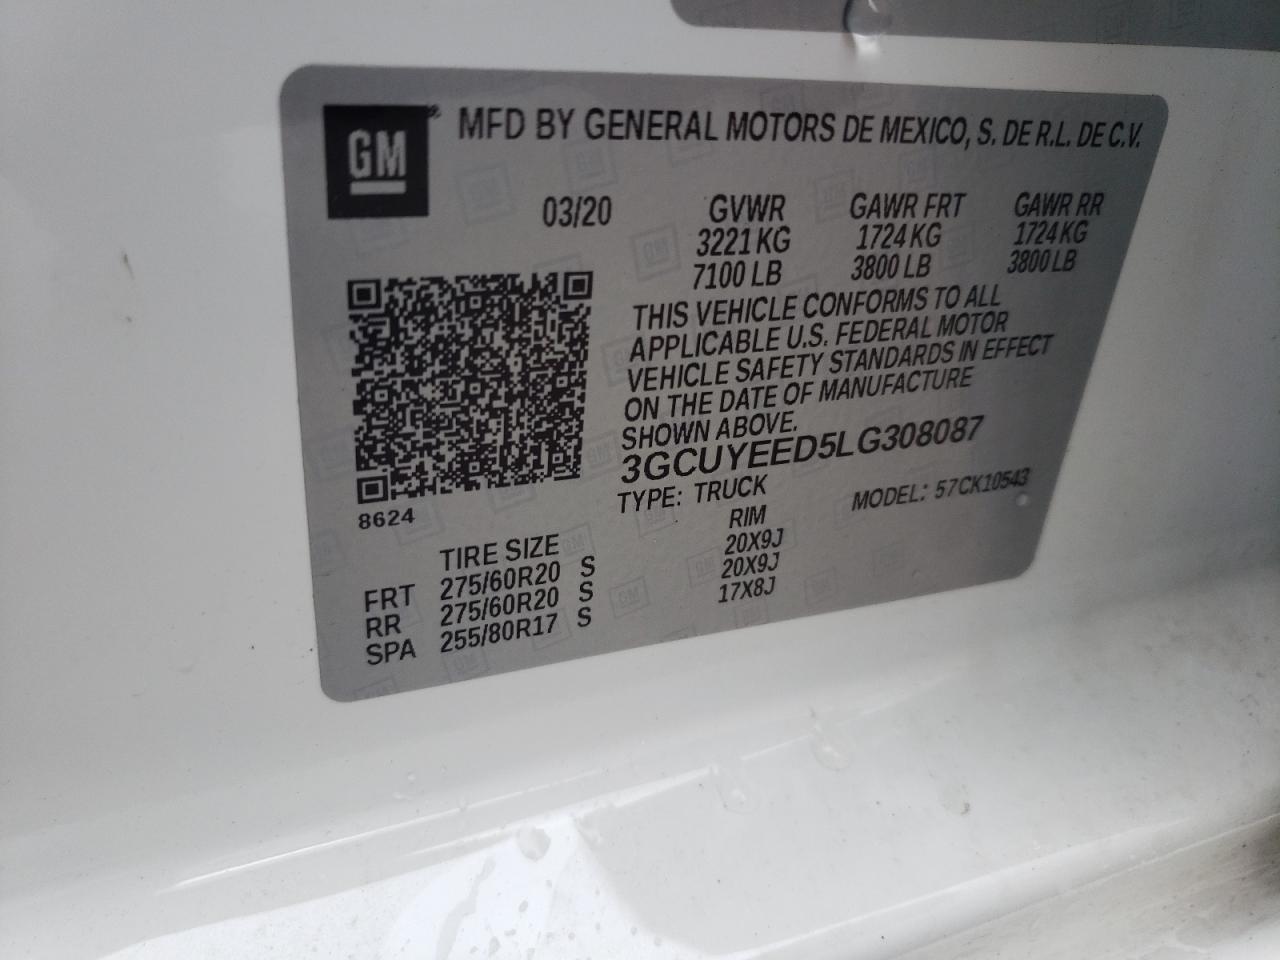 GM
MFD BY GENERAL MOTORS DE MEXICO, S. DE R.L. DE C.V.
03/20 GVWR GAWR FRT GAWR RR
3221 KG 1724 KG 1724 KG
7100 LB 3800 LB 3800 LB
THIS VEHICLE CONFORMS TO ALL
APPLICABLE U.S. FEDERAL MOTOR
VEHICLE SAFETY STANDARDS IN EFFECT
ON THE DATE OF MANUFACTURE
SHOWN ABOVE.
3GCUYEED5LG308087
TYPE: TRUCK MODEL: 57CK10543
8624
TIRE SIZE RIM
FRT 275/60R20 S 20X9J
RR 275/60R20 S 20X9J
SPA 255/80R17 S 17X8J